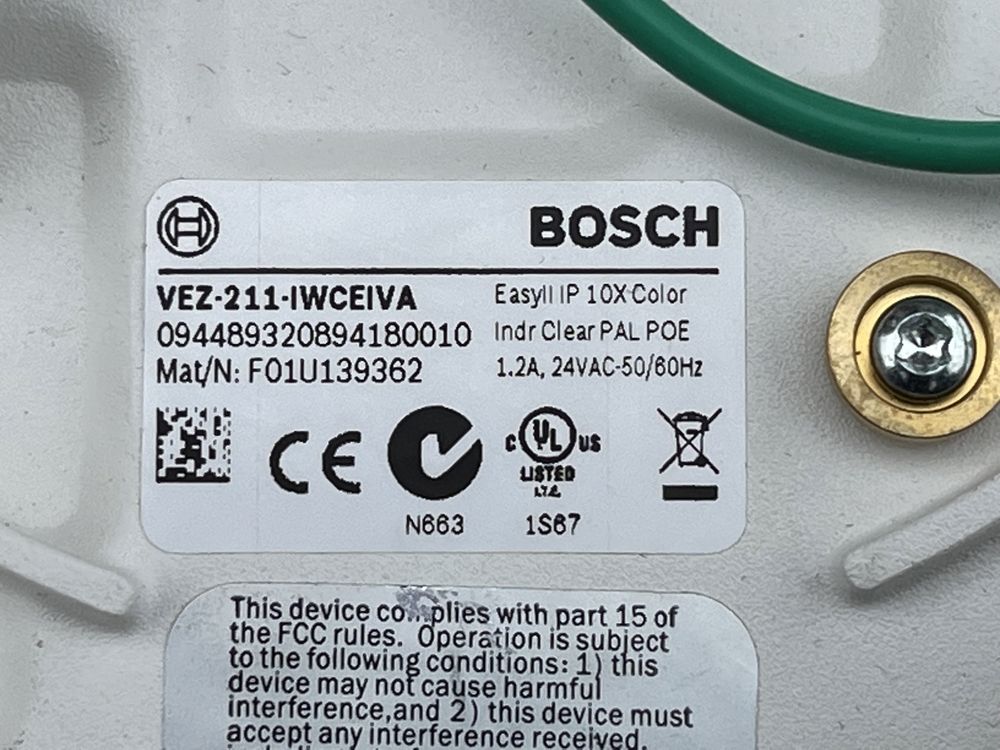 BOSCH
VEZ-211-IWCEIVA
094489320894180010
Mat/N: F01U139362
EasyII IP 10X Color
Indr Clear PAL POE
1.2A, 24VAC-50/60Hz
CE
C UL US
LISTED
I.T.E.
N663
1S67
This device complies with part 15 of
the FCC rules. Operation is subject
to the following conditions: 1) this
device may not cause harmful
interference,and 2) this device must
accept any interference received,